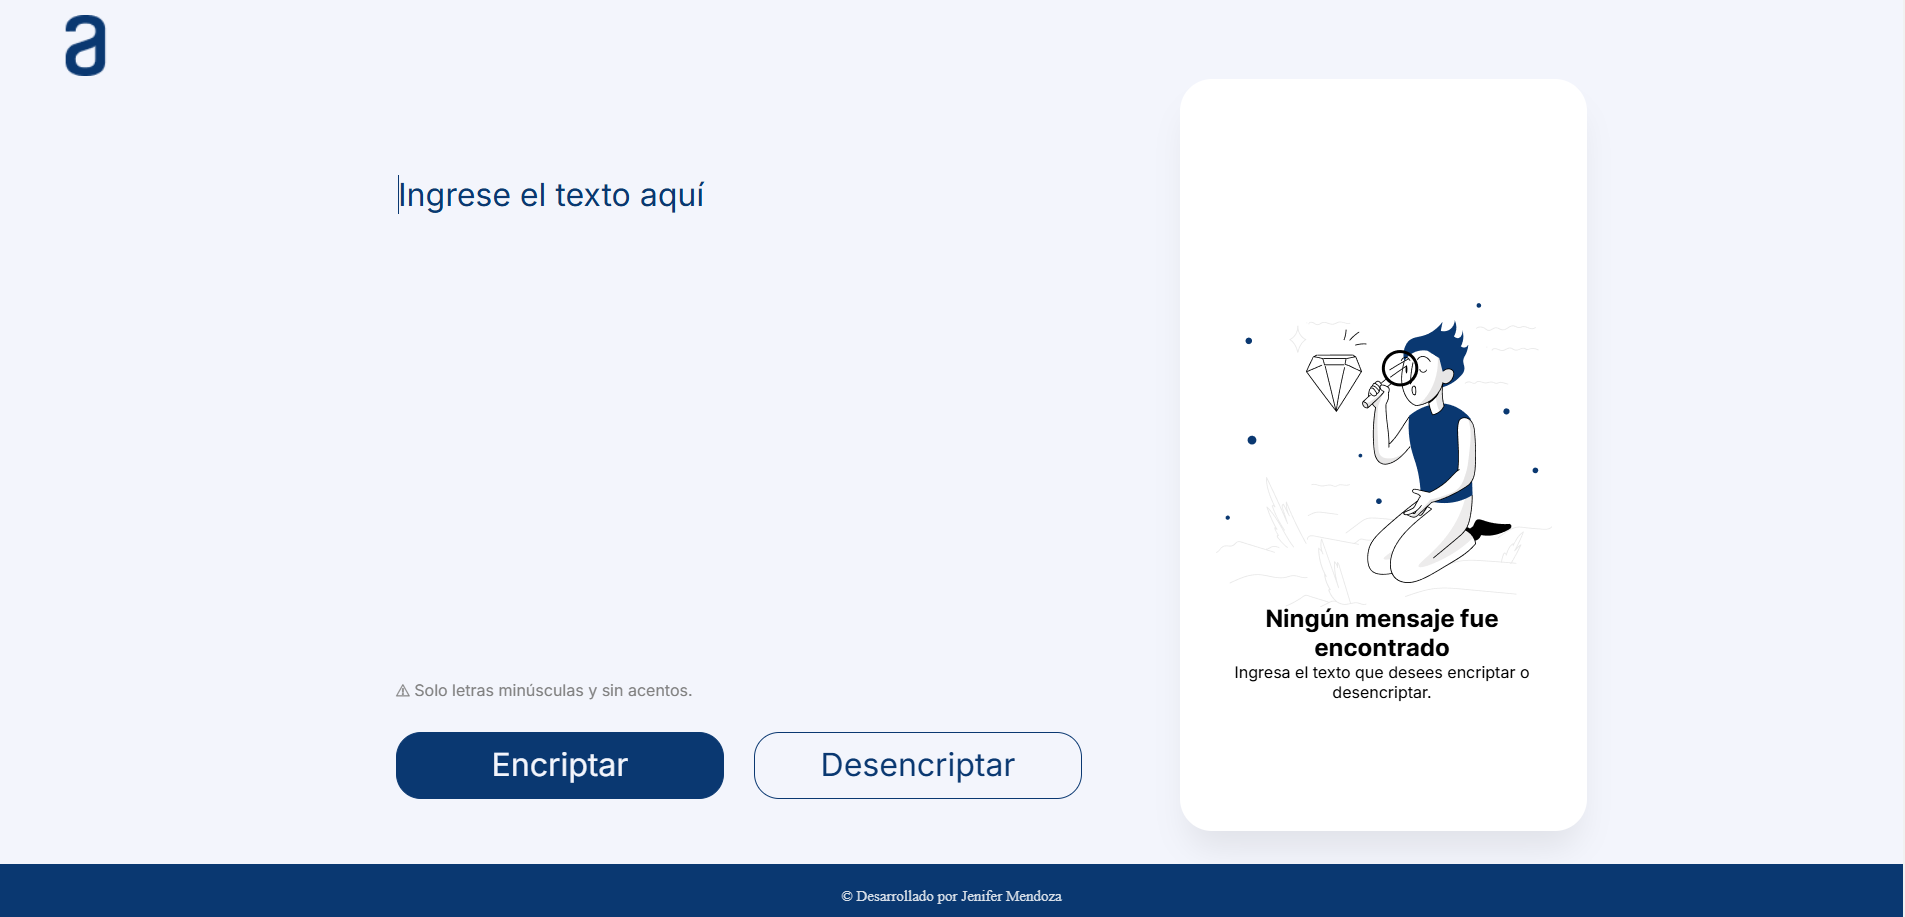 a
Ingrese el texto aquí
⚠ Solo letras minúsculas y sin acentos.
Encriptar
Desencriptar
Ningún mensaje fue
encontrado
Ingresa el texto que desees encriptar o
desencriptar.
© Desarrollado por Jenifer Mendoza